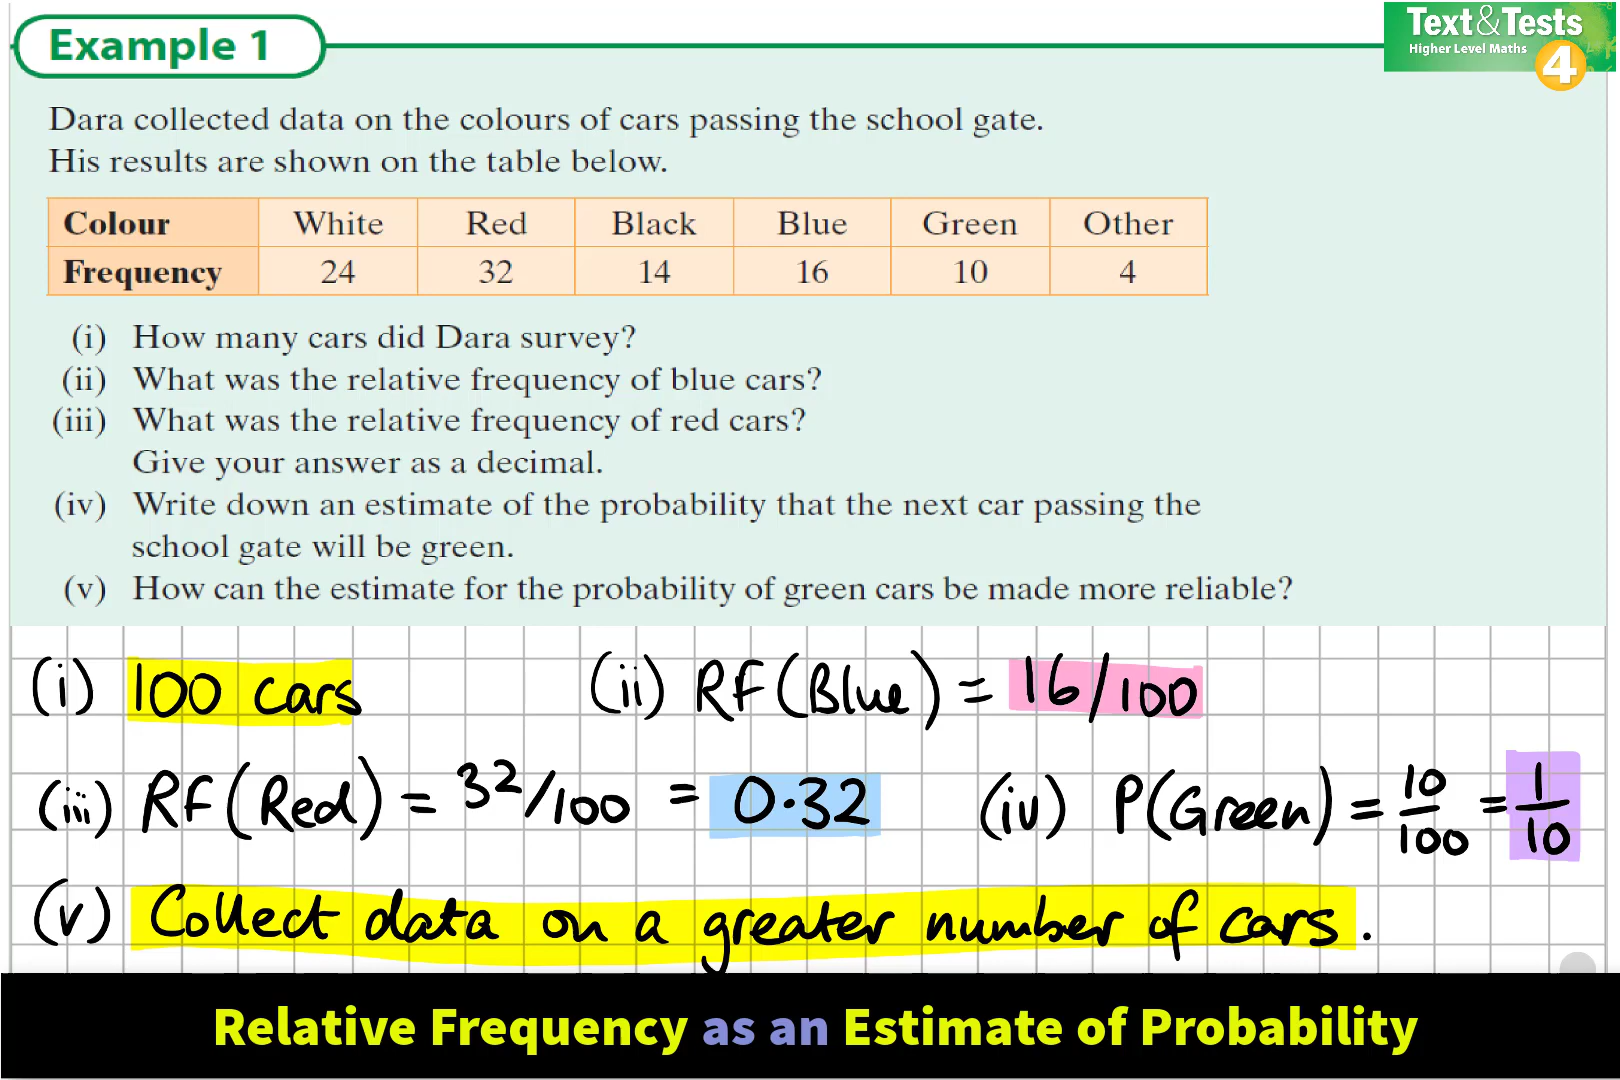 Example 1
Text&Tests
Higher Level Maths
4
Dara collected data on the colours of cars passing the school gate.
His results are shown on the table below.
Colour White Red Black Blue Green Other
Frequency 24 32 14 16 10 4
(i) How many cars did Dara survey?
(ii) What was the relative frequency of blue cars?
(iii) What was the relative frequency of red cars?
Give your answer as a decimal.
(iv) Write down an estimate of the probability that the next car passing the
school gate will be green.
(v) How can the estimate for the probability of green cars be made more reliable?
(i) 100 cars (ii) RF(Blue) = 16/100
(iii) RF(Red) = 32/100 = 0.32 (iv) P(Green) = 10/100 = 1/10
(v) Collect data on a greater number of cars.
Relative Frequency as an Estimate of Probability